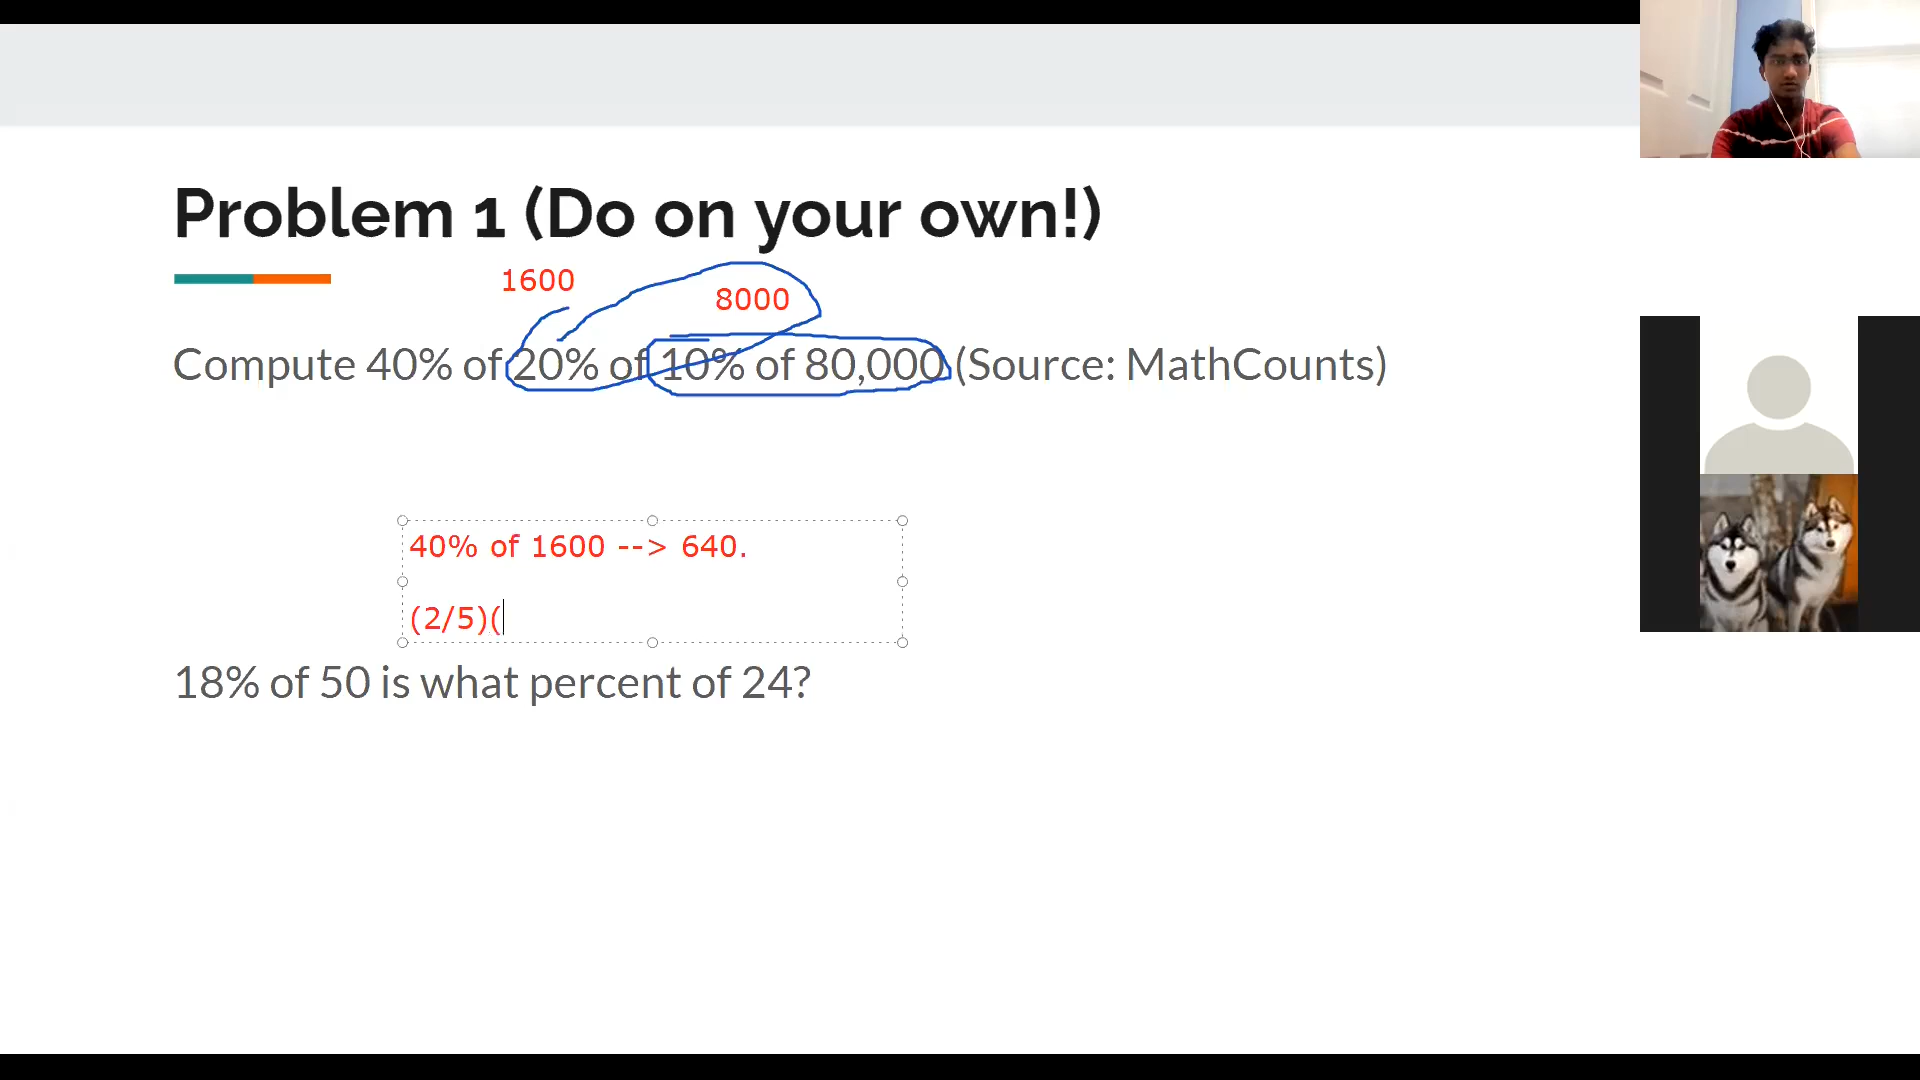 Problem 1 (Do on your own!)
1600
8000
Compute 40% of 20% of 10% of 80,000 (Source: MathCounts)
40% of 1600 --> 640.
(2/5)(
18% of 50 is what percent of 24?